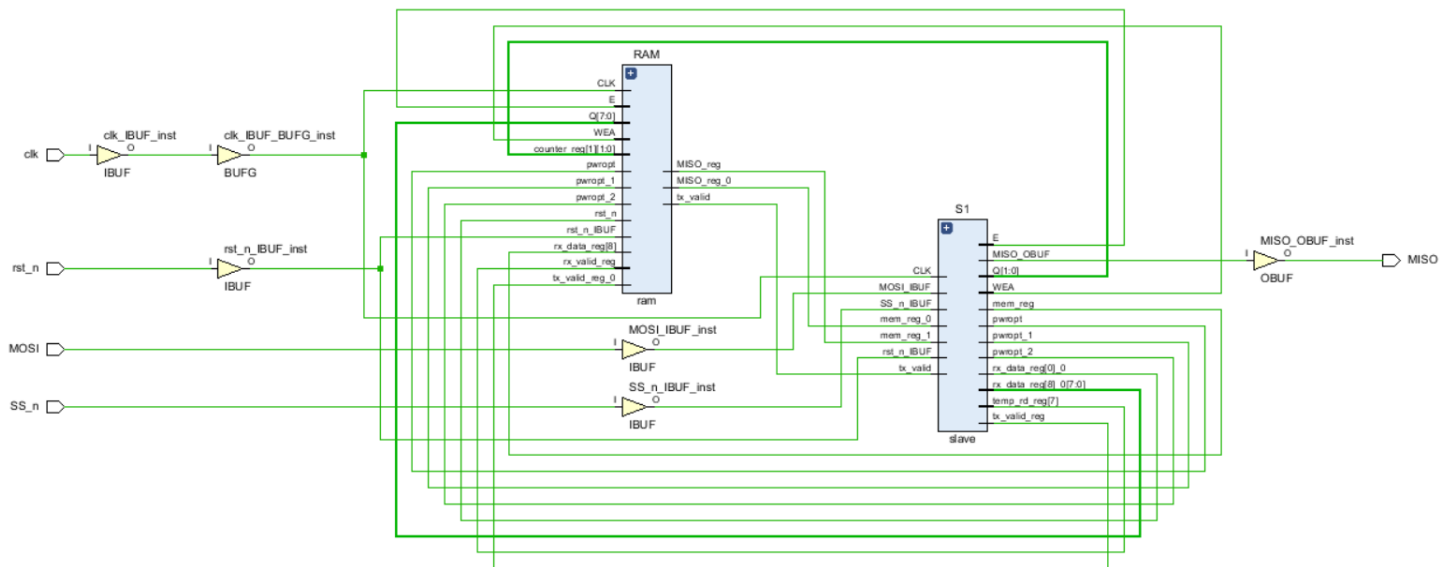 RAM
CLK
E
Q[7:0]
WEA
counter_reg[1][1:0]
pwropt
pwropt_1
pwropt_2
rst_n
rst_n_IBUF
rx_data_reg[8]
rx_valid_reg
tx_valid_reg_0
MISO_reg
MISO_reg_0
tx_valid
ram
clk
clk_IBUF_inst
I
O
IBUF
clk_IBUF_BUFG_inst
I
O
BUFG
rst_n
rst_n_IBUF_inst
I
O
IBUF
MOSI
MOSI_IBUF_inst
I
O
IBUF
SS_n
SS_n_IBUF_inst
I
O
IBUF
S1
CLK
MOSI_IBUF
SS_n_IBUF
mem_reg_0
mem_reg_1
rst_n_IBUF
tx_valid
E
MISO_OBUF
Q[1:0]
WEA
mem_reg
pwropt
pwropt_1
pwropt_2
rx_data_reg[0]_0
rx_data_reg[8]_0[7:0]
temp_rd_reg[7]
tx_valid_reg
slave
MISO_OBUF_inst
I
O
OBUF
MISO